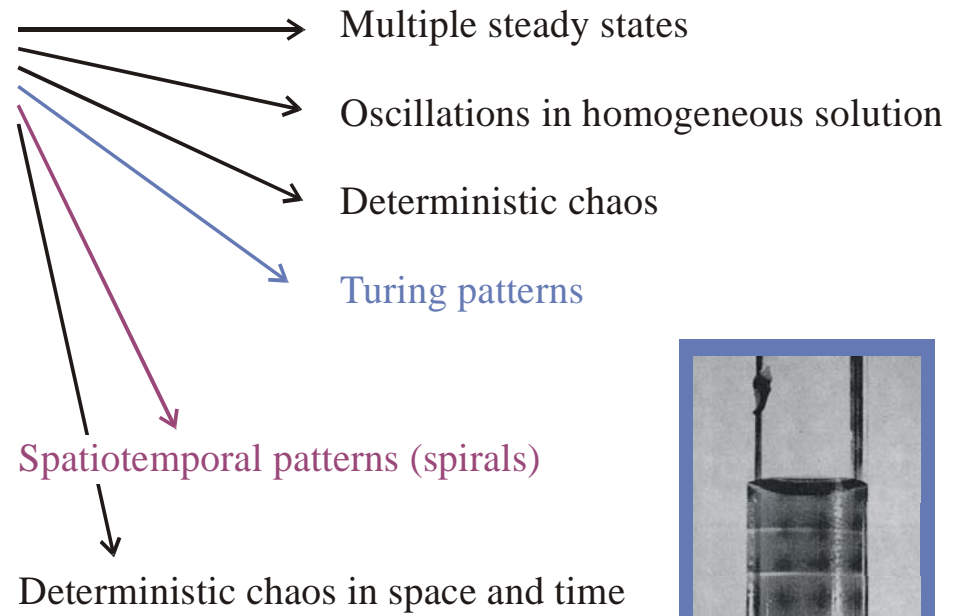 Multiple steady states
Oscillations in homogeneous solution
Deterministic chaos
Turing patterns
Spatiotemporal patterns (spirals)
Deterministic chaos in space and time